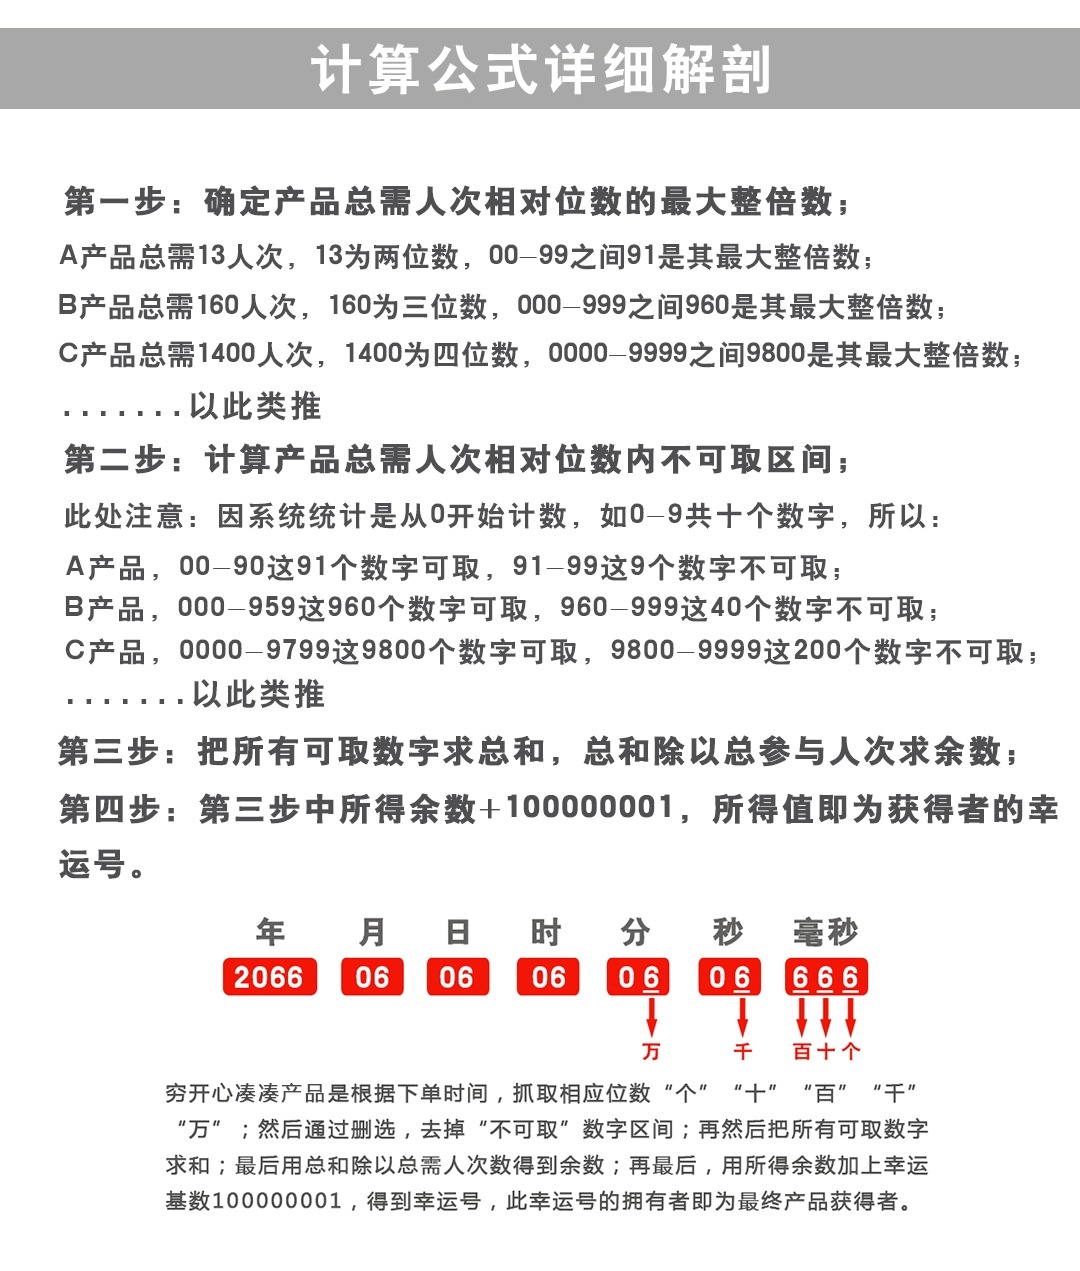 计算公式详细解剖
第一步：确定产品总需人次相对位数的最大整倍数；
A产品总需13人次，13为两位数，00—99之间91是其最大整倍数；
B产品总需160人次，160为三位数，000—999之间960是其最大整倍数；
C产品总需1400人次，1400为四位数，0000—9999之间9800是其最大整倍数；
.......以此类推
第二步：计算产品总需人次相对位数内不可取区间；
此处注意：因系统统计是从0开始计数，如0—9共十个数字，所以：
A产品，00—90这91个数字可取，91—99这9个数字不可取；
B产品，000—959这960个数字可取，960—999这40个数字不可取；
C产品，0000—9799这9800个数字可取，9800—9999这200个数字不可取；
.......以此类推
第三步：把所有可取数字求总和，总和除以总参与人次求余数；
第四步：第三步中所得余数+100000001，所得值即为获得者的幸
运号。
年 月 日 时 分 秒 毫秒
2066 06 06 06 06 06 666
万 千 百 十 个
穷开心凑凑产品是根据下单时间，抓取相应位数“个”“十”“百”“千”
“万”；然后通过删选，去掉“不可取”数字区间；再然后把所有可取数字
求和；最后用总和除以总需人次数得到余数；再最后，用所得余数加上幸运
基数100000001，得到幸运号，此幸运号的拥有者即为最终产品获得者。